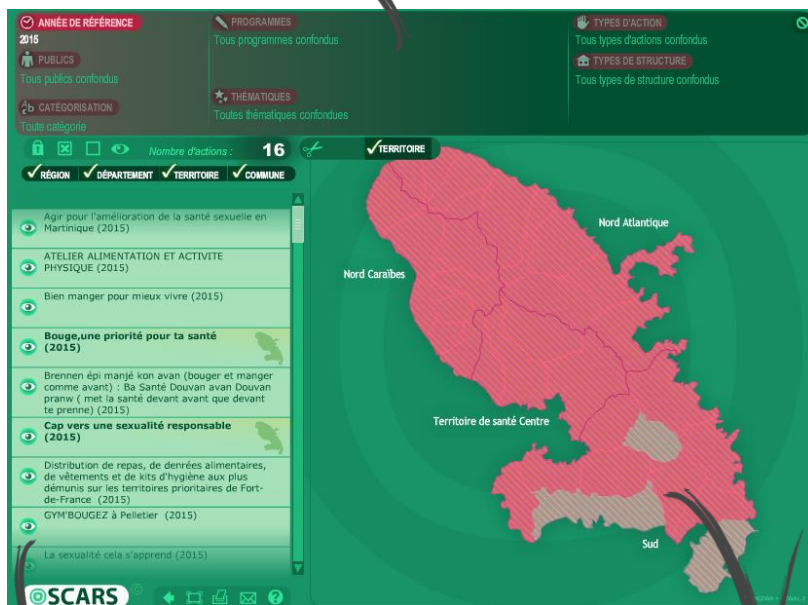 ANNÉE DE RÉFÉRENCE
2015
PUBLICS
Tous publics confondus
Ab
c
CATÉGORISATION
Toute catégorie
PROGRAMMES
Tous programmes confondus
THÉMATIQUES
Toutes thématiques confondues
TYPES D'ACTION
Tous types d'actions confondus
TYPES DE STRUCTURE
Tous types de structure confondus
Nombre d'actions : 16
TERRITOIRE
RÉGION DÉPARTEMENT TERRITOIRE COMMUNE
Agir pour l'amélioration de la santé sexuelle en
Martinique (2015)
ATELIER ALIMENTATION ET ACTIVITE
PHYSIQUE (2015)
Bien manger pour mieux vivre (2015)
Bouge,une priorité pour ta santé
(2015)
Brennen épi manjé kon avan (bouger et manger
comme avant) : Ba Santé Douvan avan Douvan
pranw ( met la santé devant avant que devant
te prenne) (2015)
Cap vers une sexualité responsable
(2015)
Distribution de repas, de denrées alimentaires,
de vêtements et de kits d'hygiène aux plus
démunis sur les territoires prioritaires de Fort-
de-France (2015)
GYM'BOUGEZ à Pelletier (2015)
La sexualité cela s'apprend (2015)
OSCARS ©
Nord Atlantique
Nord Caraïbes
Territoire de santé Centre
Sud